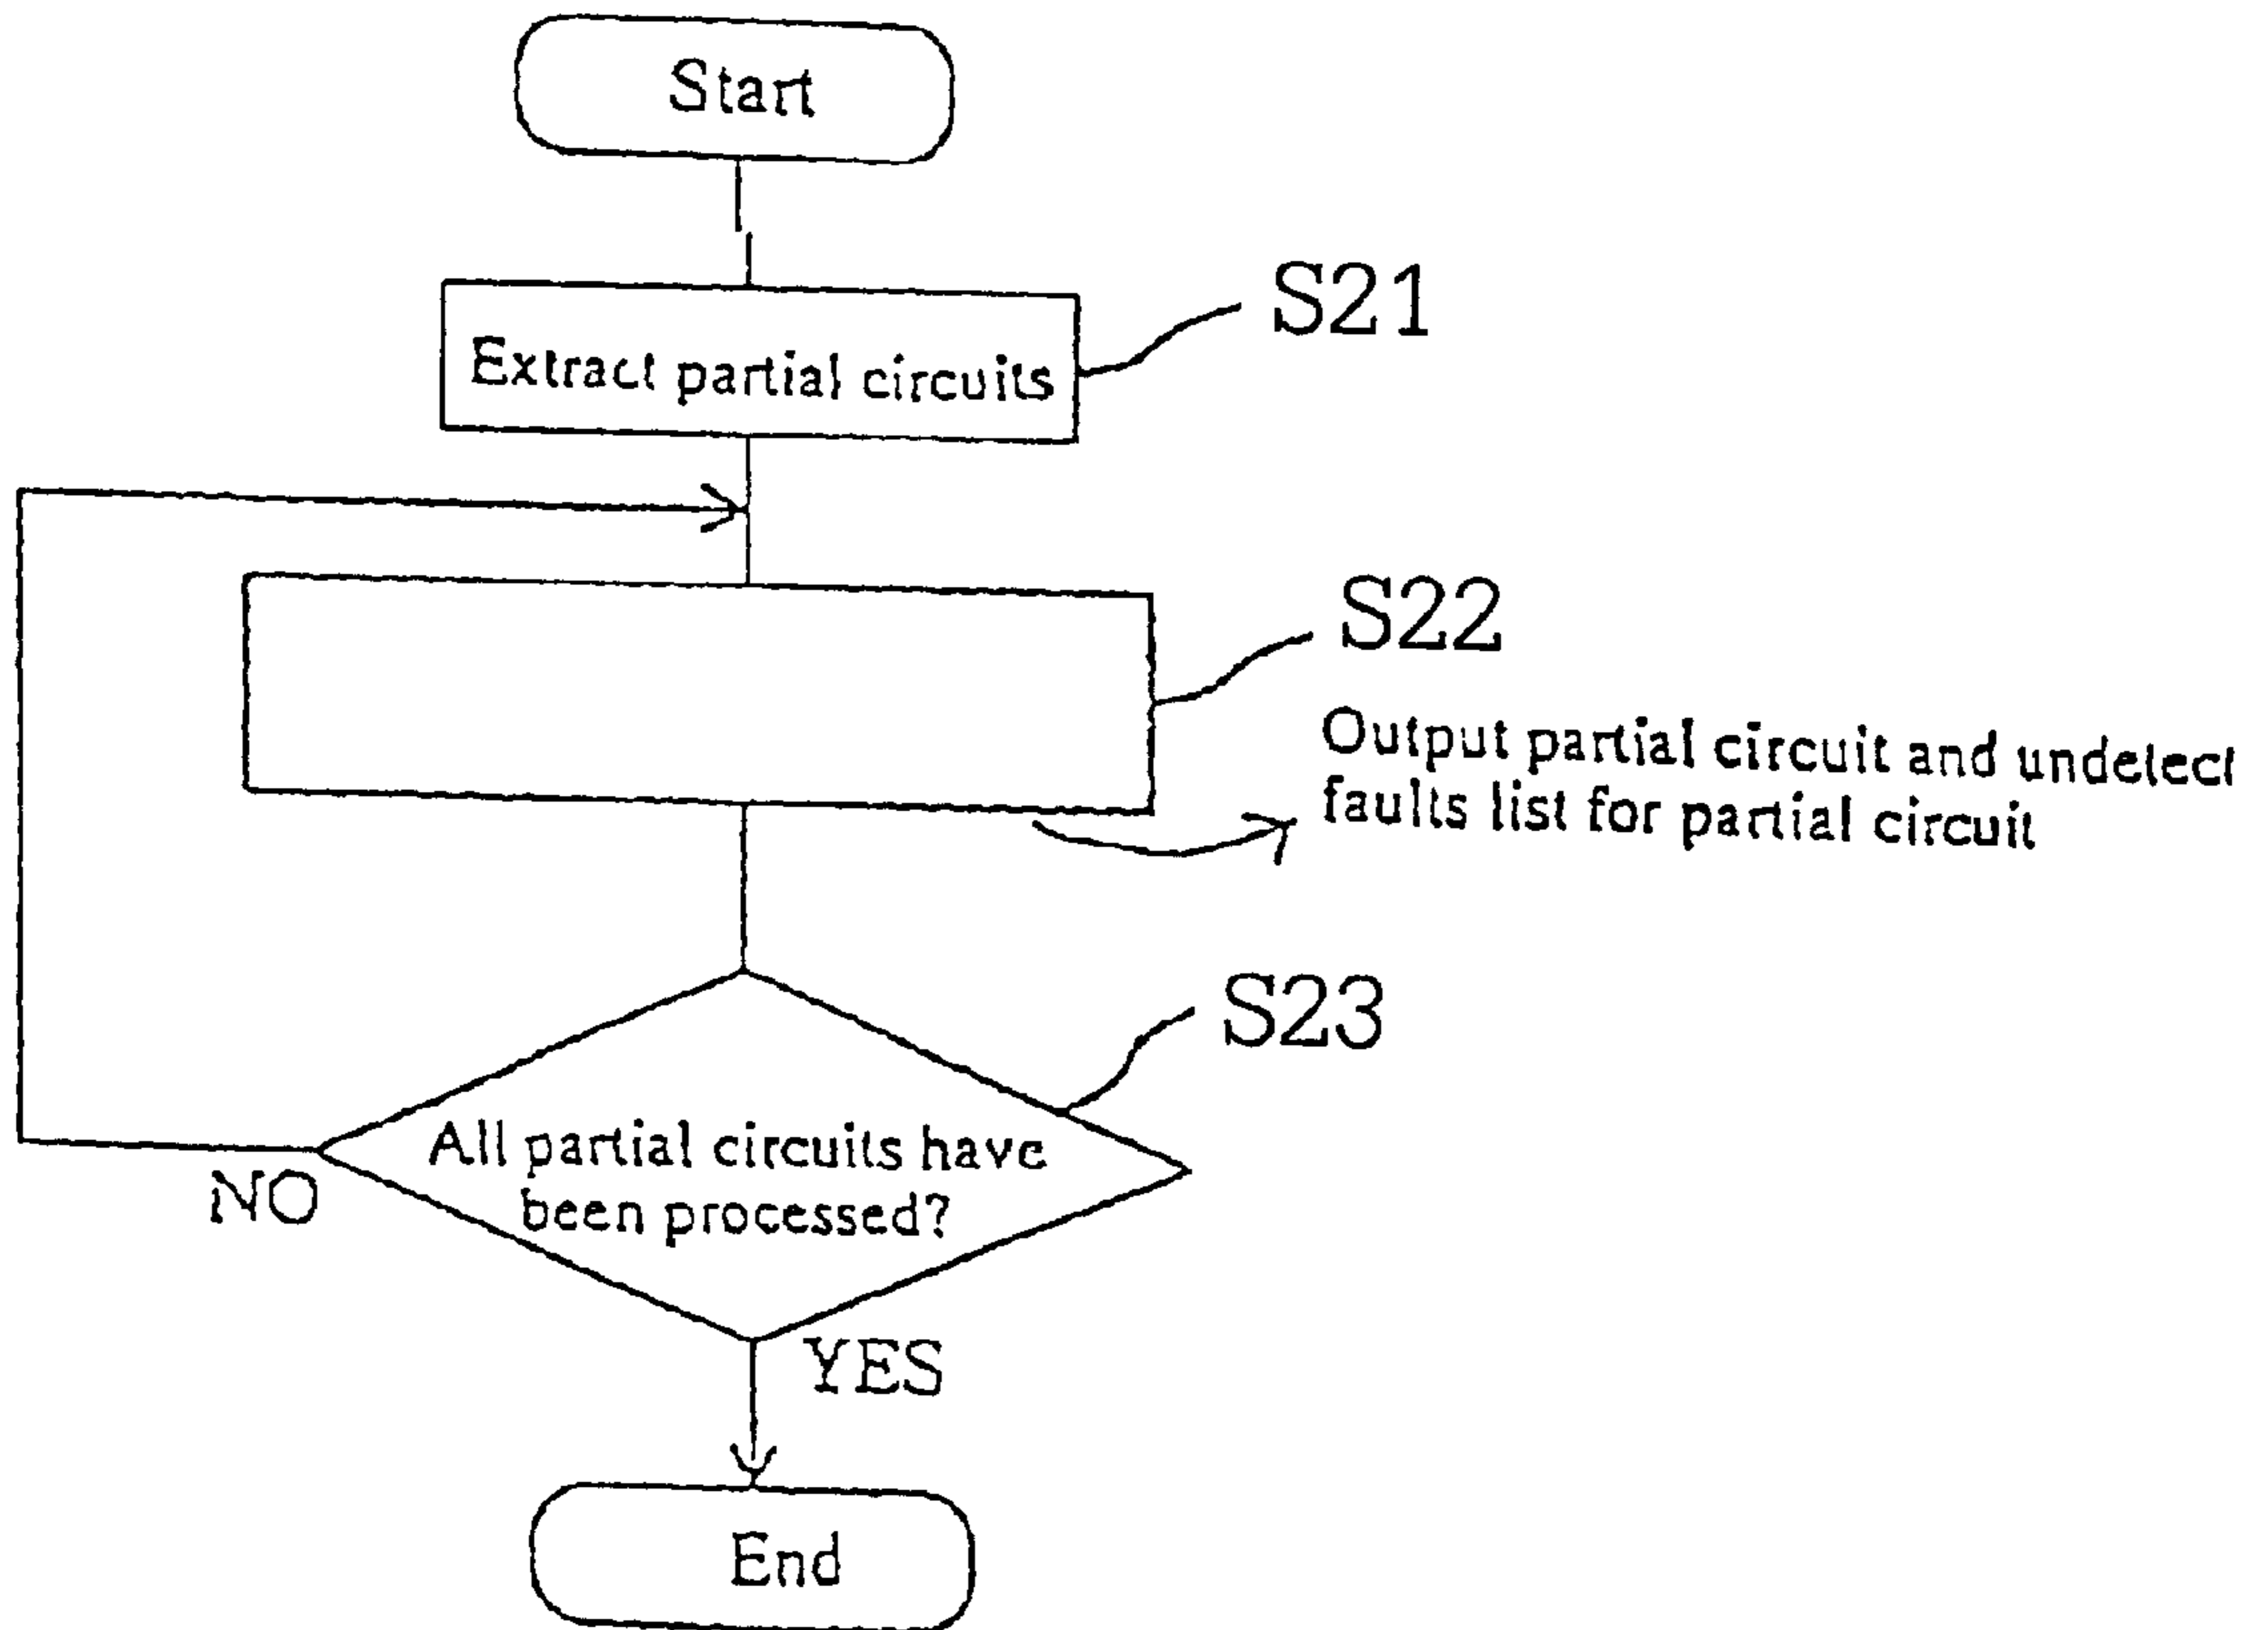 Start
S21
Extract partial circuits
S22
Output partial circuit and undetect
faults list for partial circuit
S23
All partial circuits have
been processed?
NO
YES
End